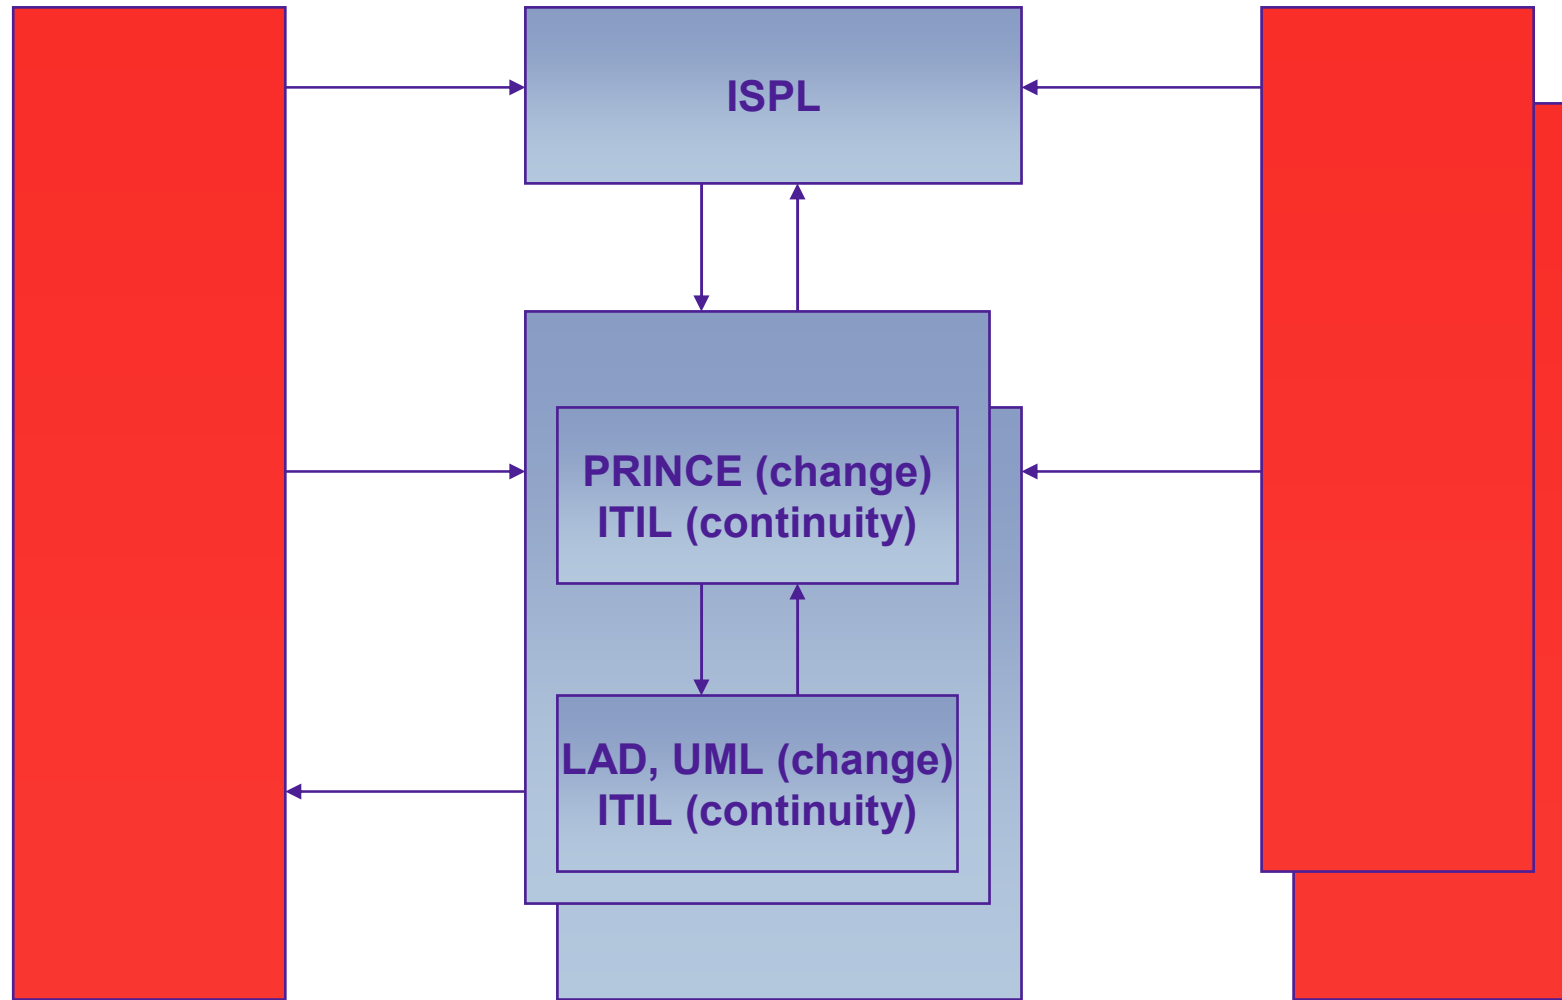 ISPL
PRINCE (change)
ITIL (continuity)
LAD, UML (change)
ITIL (continuity)